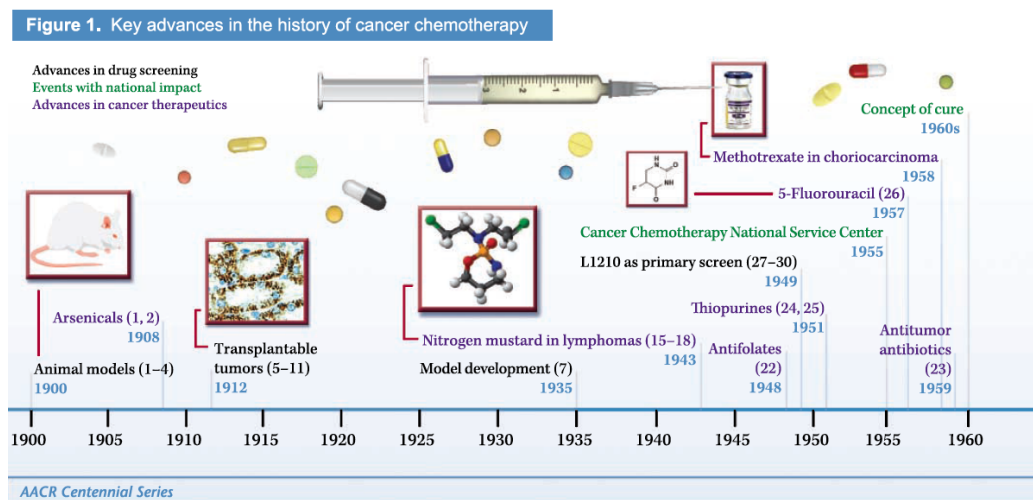 Figure 1. Key advances in the history of cancer chemotherapy
Advances in drug screening
Events with national impact
Advances in cancer therapeutics
Concept of cure
1960s
Methotrexate in choriocarcinoma
1958
5-Fluorouracil (26)
1957
Cancer Chemotherapy National Service Center
1955
L1210 as primary screen (27–30)
1949
Thiopurines (24, 25)
1951
Arsenicals (1, 2)
1908
Animal models (1–4)
1900
Transplantable
tumors (5–11)
1912
Nitrogen mustard in lymphomas (15–18)
1943
Model development (7)
1935
Antifolates
(22)
1948
Antitumor
antibiotics
(23)
1959
H
N
O
NH
F
O
3
2
1
1900 1905 1910 1915 1920 1925 1930 1935 1940 1945 1950 1955 1960
AACR Centennial Series